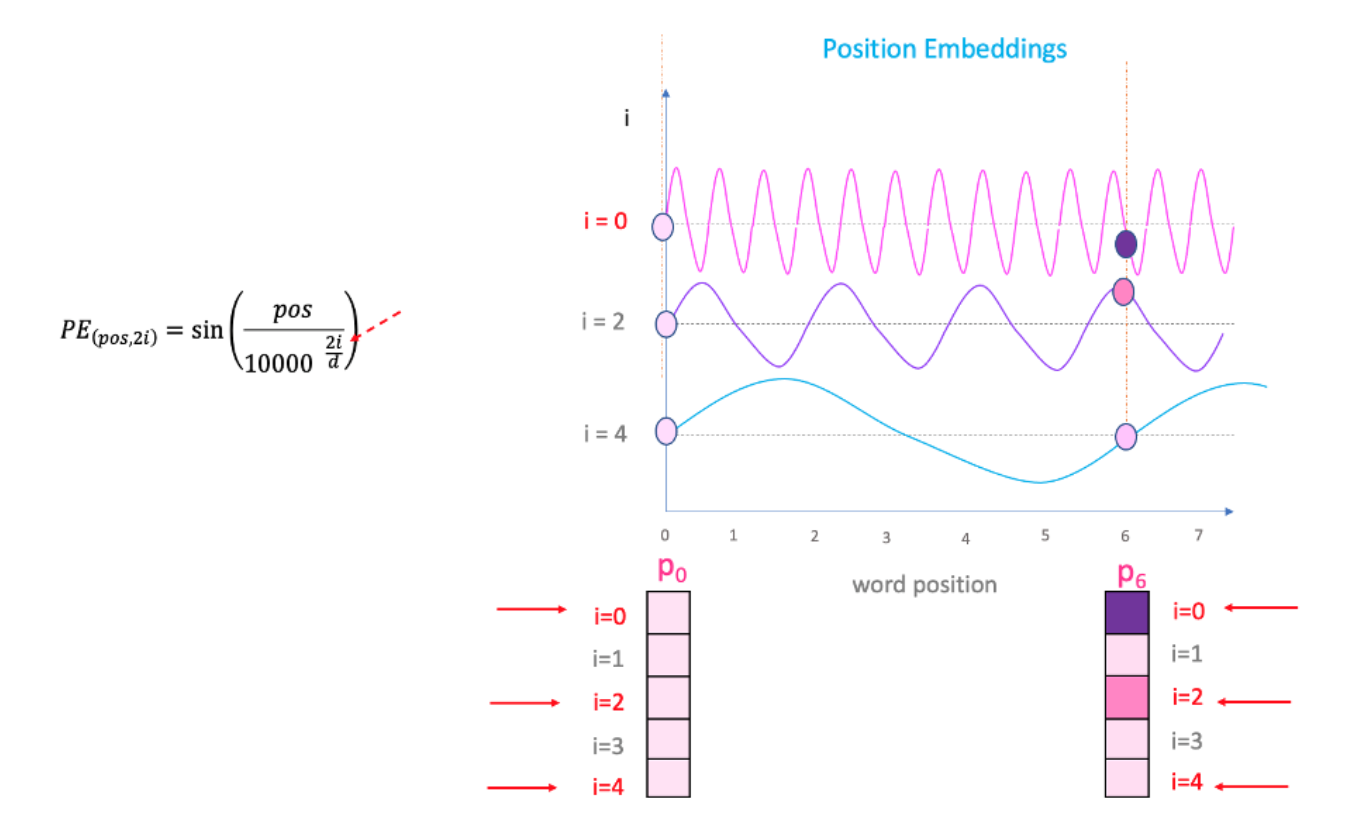 Position Embeddings
i
i = 0
i = 2
i = 4
PE(pos,2i) = sin(pos / 10000^(2i/d))
0 1 2 3 4 5 6 7
word position
p0
i=0
i=1
i=2
i=3
i=4
p6
i=0
i=1
i=2
i=3
i=4